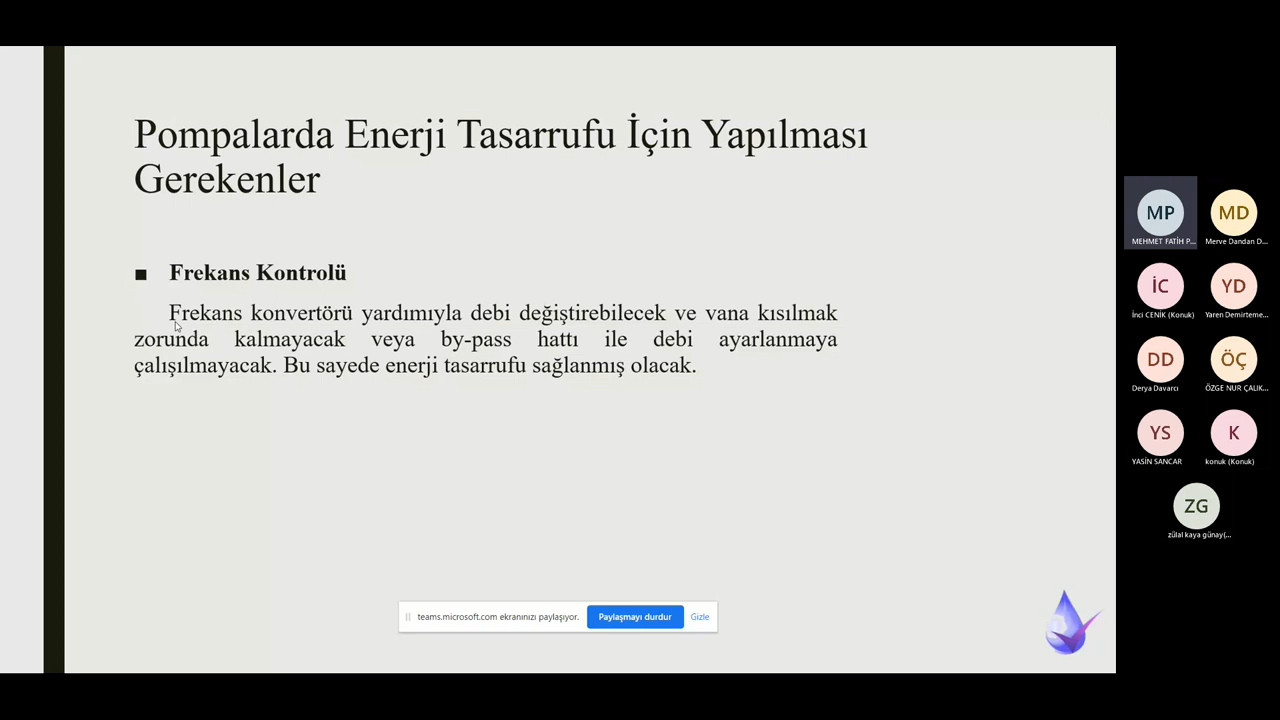 Pompalarda Enerji Tasarrufu İçin Yapılması
Gerekenler
Frekans Kontrolü
Frekans konvertörü yardımıyla debi değiştirebilecek ve vana kısılmak
zorunda kalmayacak veya by-pass hattı ile debi ayarlanmaya
çalışılmayacak. Bu sayede enerji tasarrufu sağlanmış olacak.
teams.microsoft.com ekranınızı paylaşıyor.
Paylaşmayı durdur
Gizle
MP
MEHMET FATİH P...
MD
Merve Dandan D...
İC
İnci CENİK (Konuk)
YD
Yaren Demirteme...
DD
Derya Davarcı
ÖÇ
ÖZGE NUR ÇALIK...
YS
YASİN SANCAR
K
konuk (Konuk)
ZG
zülal kaya günay(...